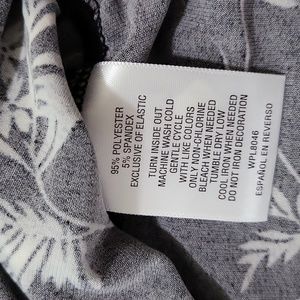 95% POLYESTER
5% SPANDEX
EXCLUSIVE OF ELASTIC
TURN INSIDE OUT
MACHINE WASH COLD
GENTLE CYCLE
WITH LIKE COLORS
ONLY NON-CHLORINE
BLEACH WHEN NEEDED
TUMBLE DRY LOW
COOL IRON WHEN NEEDED
DO NOT IRON DECORATION
WPL8046
ESPAÑOL EN REVERSO